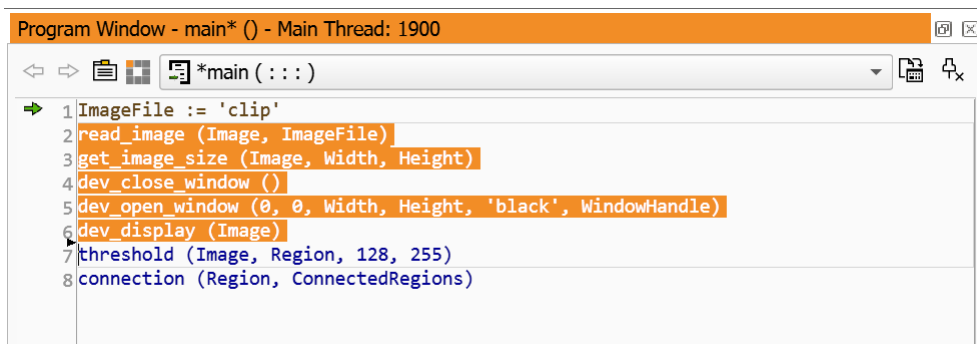 Program Window - main* () - Main Thread: 1900
*main ( : : : )
1 ImageFile := 'clip'
2 read_image (Image, ImageFile)
3 get_image_size (Image, Width, Height)
4 dev_close_window ()
5 dev_open_window (0, 0, Width, Height, 'black', WindowHandle)
6 dev_display (Image)
7 threshold (Image, Region, 128, 255)
8 connection (Region, ConnectedRegions)